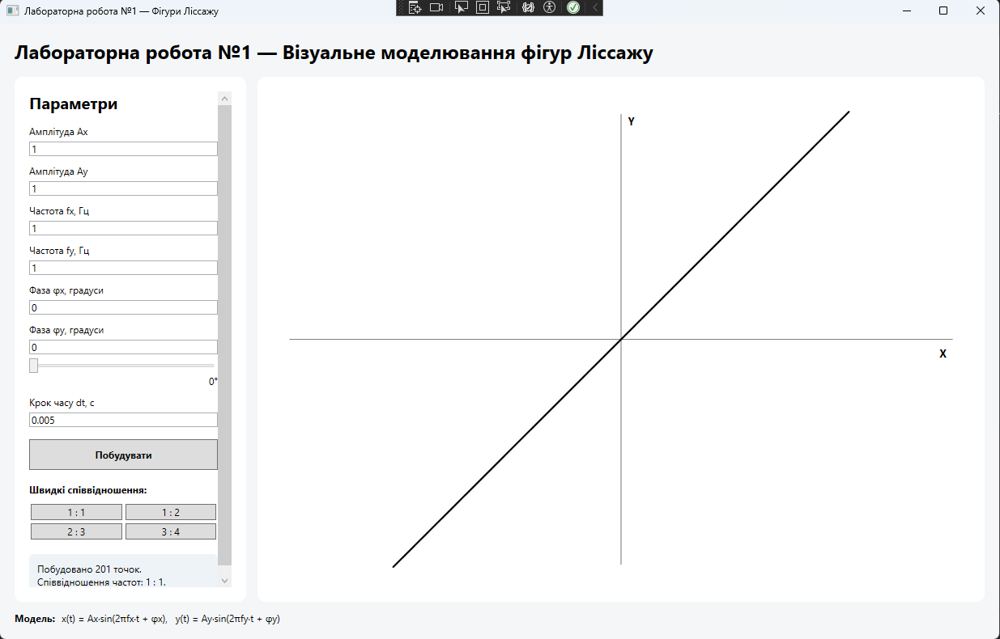 Лабораторна робота №1 — Фігури Ліссажу
Лабораторна робота №1 — Візуальне моделювання фігур Ліссажу
Параметри
Амплітуда Ax
1
Амплітуда Ay
1
Частота fx, Гц
1
Частота fy, Гц
1
Фаза φx, градуси
0
Фаза φy, градуси
0
0°
Крок часу dt, с
0.005
Побудувати
Швидкі співвідношення:
1 : 1
1 : 2
2 : 3
3 : 4
Побудовано 201 точок.
Співвідношення частот: 1 : 1.
Y
X
Модель: x(t) = Ax·sin(2πfx·t + φx), y(t) = Ay·sin(2πfy·t + φy)